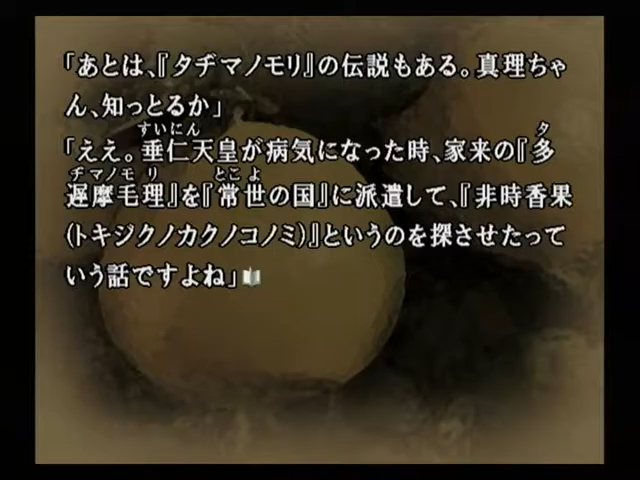 「あとは、『タヂマノモリ』の伝説もある。真理ちゃ
ん、知っとるか」
すいにん タ
「ええ。垂仁天皇が病気になった時、家来の『多
ヂマノモ リ とこ よ
遅摩毛理』を『常世の国』に派遣して、『非時香果
(トキジクノカクノコノミ)』というのを探させたって
いう話ですよね」